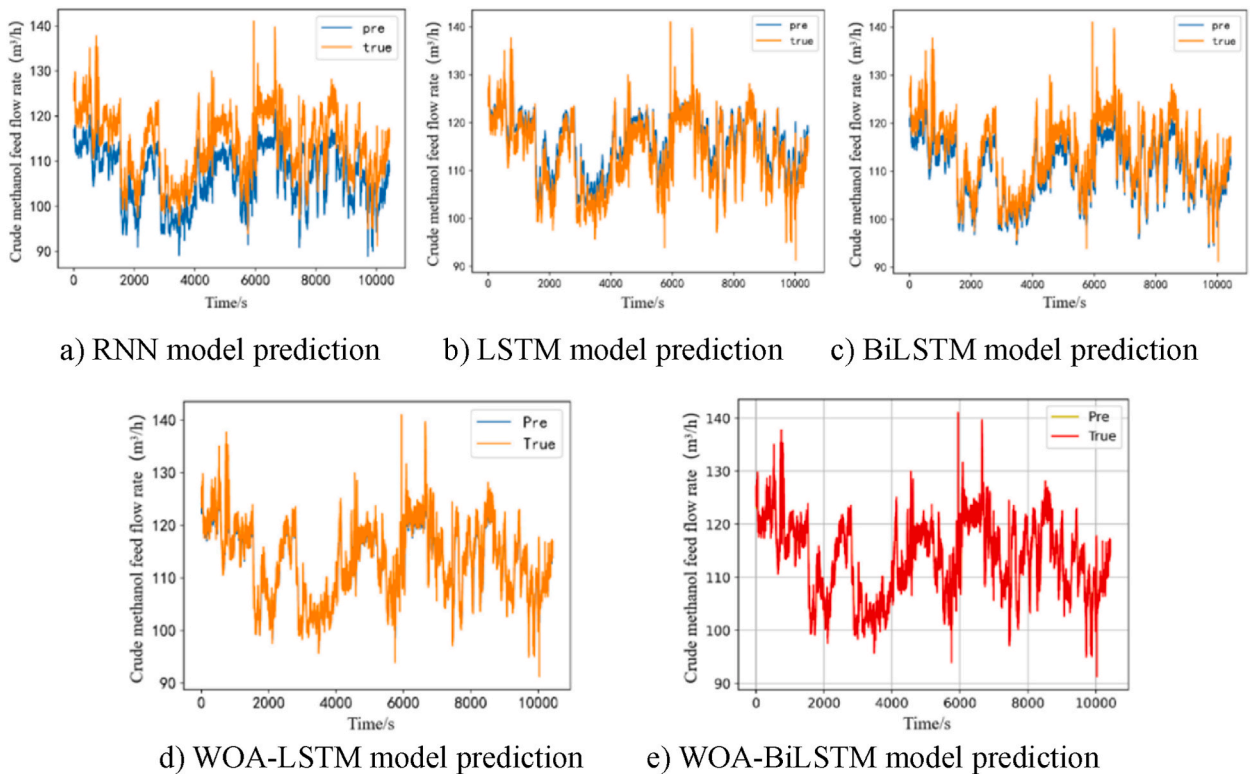 140
130
120
110
100
90
0
2000
4000
6000
8000
10000
Crude methanol feed flow rate (m³/h)
Time/s
pre
true
a) RNN model prediction
140
130
120
110
100
90
0
2000
4000
6000
8000
10000
Crude methanol feed flow rate (m³/h)
Time/s
pre
true
b) LSTM model prediction
140
130
120
110
100
90
0
2000
4000
6000
8000
10000
Crude methanol feed flow rate (m³/h)
Time/s
pre
true
c) BiLSTM model prediction
140
130
120
110
100
90
0
2000
4000
6000
8000
10000
Crude methanol feed flow rate (m³/h)
Time/s
Pre
True
d) WOA-LSTM model prediction
140
130
120
110
100
90
0
2000
4000
6000
8000
10000
Crude methanol feed flow rate (m³/h)
Time/s
Pre
True
e) WOA-BiLSTM model prediction